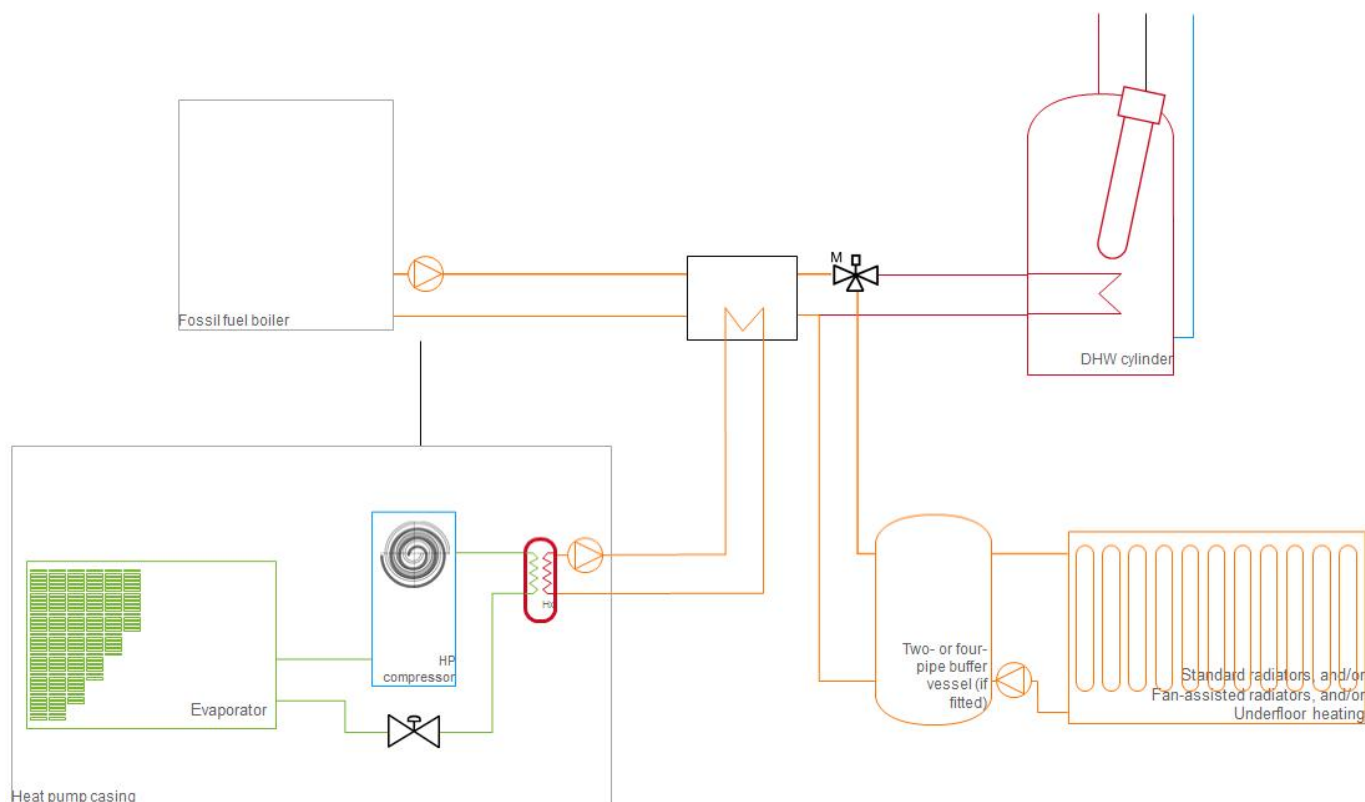 M
Fossil fuel boiler
DHW cylinder
HP
compressor
Hx
Evaporator
Two- or four-
pipe buffer
vessel (if
fitted)
Standard radiators, and/or
Fan-assisted radiators, and/or
Underfloor heating
Heat pump casing